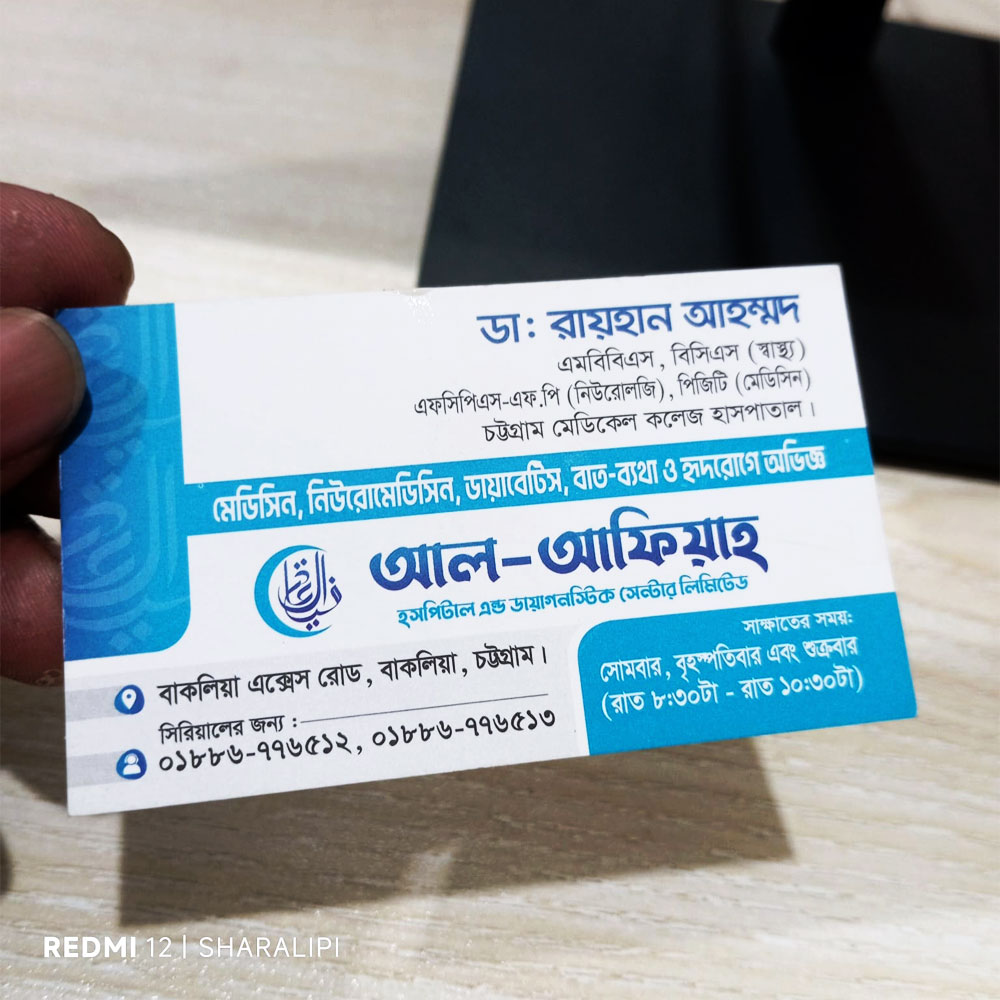 ডা: রায়হান আহম্মদ
এমবিবিএস, বিসিএস (স্বাস্থ্য)
এফসিপিএস-এফ.পি (নিউরোলজি), পিজিটি (মেডিসিন)
চট্টগ্রাম মেডিকেল কলেজ হাসপাতাল।
মেডিসিন, নিউরোমেডিসিন, ডায়াবেটিস, বাত-ব্যথা ও হৃদরোগে অভিজ্ঞ
আল-আফিয়াহ
হসপিটাল এন্ড ডায়াগনস্টিক সেন্টার লিমিটেড
বাকলিয়া এক্সেস রোড, বাকলিয়া, চট্টগ্রাম।
সিরিয়ালের জন্য :
০১৮৮৬-৭৭৬৫১২, ০১৮৮৬-৭৭৬৫১৩
সাক্ষাতের সময়:
সোমবার, বৃহস্পতিবার এবং শুক্রবার
(রাত ৮:৩০টা - রাত ১০:৩০টা)
REDMI 12 | SHARALIPI